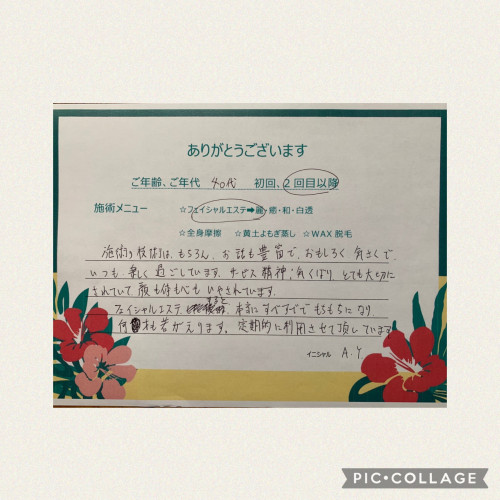 ありがとうございます
ご年齢、ご年代 40代 初回、2回目以降
施術メニュー ☆フェイシャルエステ➡麗・癒・和・白透
☆全身摩擦 ☆黄土よもぎ蒸し ☆WAX 脱毛
施術の技術は、もちろん、お話も豊富で、おもしろく、気さくで、
いつも楽しく過ごしています。サービス精神、気くばり、とても大切に
されていて、顔も体も心もいやされています。
フェイシャルエステすると、本当にすべすべでもちもちになり、
何才も若がえります。定期的に利用させて頂しています
イニシャル A.Y
PIC•COLLAGE